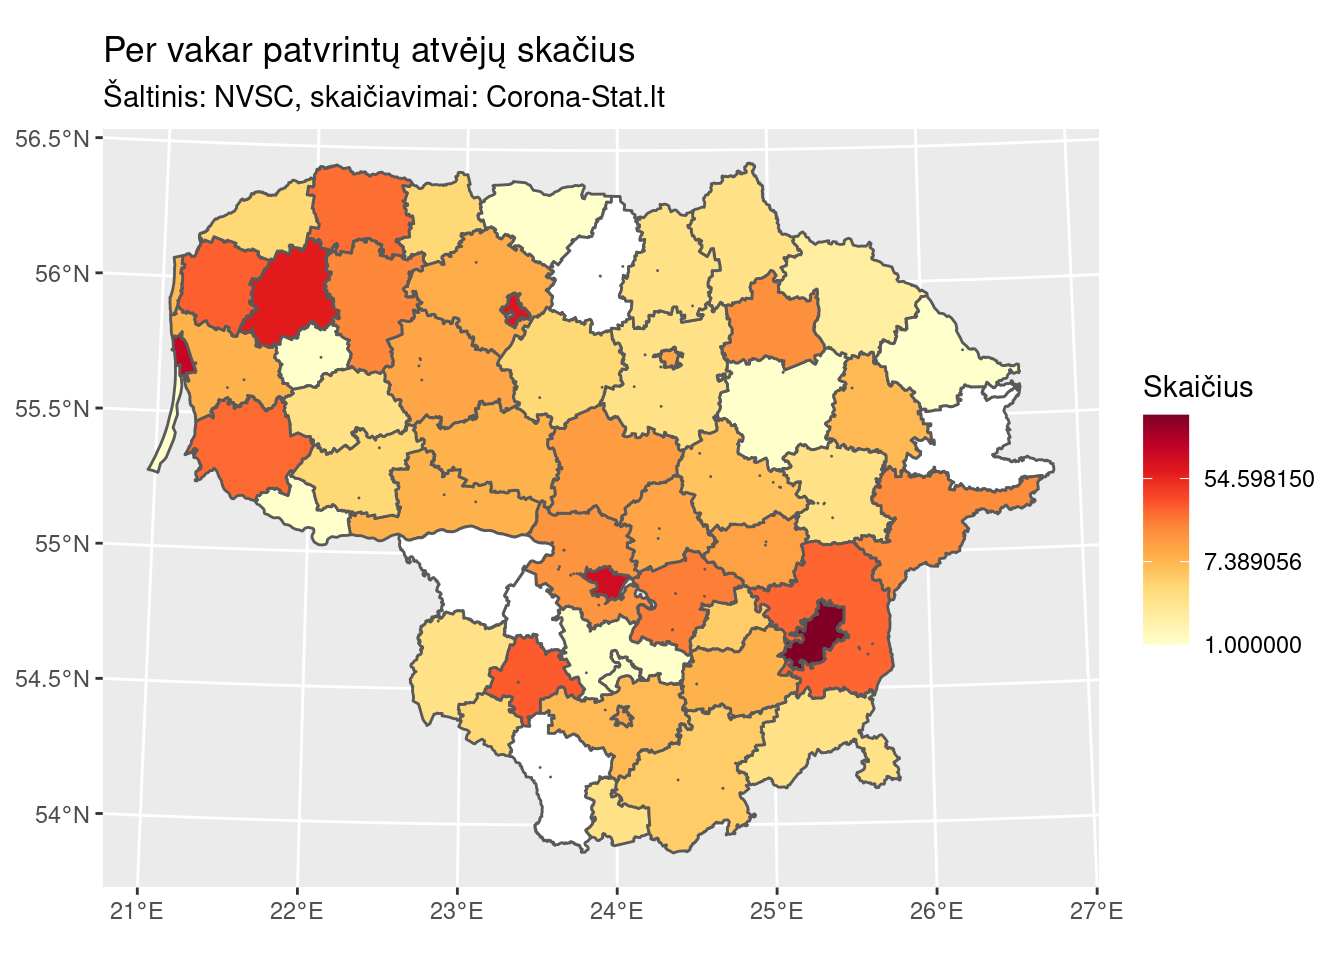 Per vakar patvrintų atvėjų skačius
Šaltinis: NVSC, skaičiavimai: Corona-Stat.lt
56.5°N
56°N
55.5°N
55°N
54.5°N
54°N
21°E
22°E
23°E
24°E
25°E
26°E
27°E
Skaičius
54.598150
7.389056
1.000000